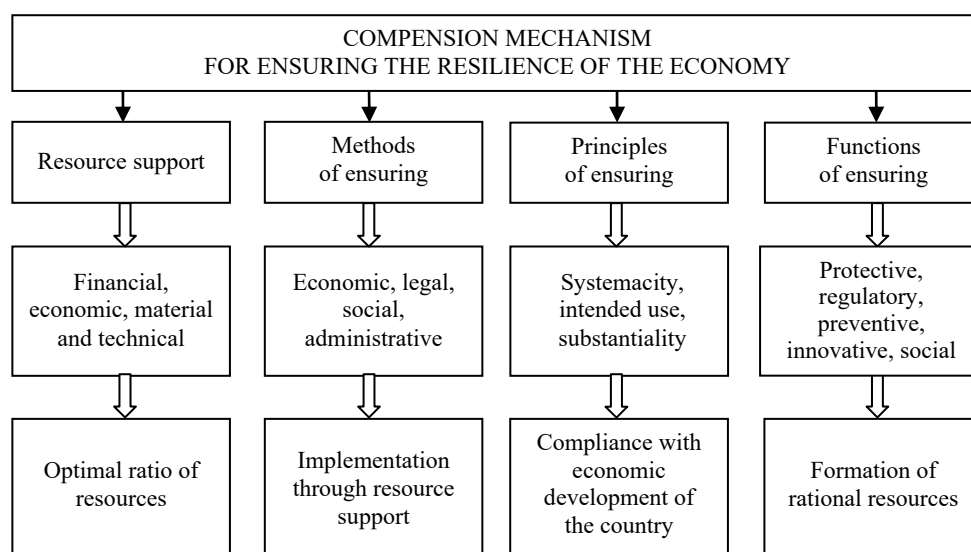 COMPENSION MECHANISM
FOR ENSURING THE RESILIENCE OF THE ECONOMY
Resource support
Methods
of ensuring
Principles
of ensuring
Functions
of ensuring
Financial,
economic, material
and technical
Economic, legal,
social,
administrative
Systemacity,
intended use,
substantiality
Protective,
regulatory,
preventive,
innovative, social
Optimal ratio of
resources
Implementation
through resource
support
Compliance with
economic
development of
the country
Formation of
rational resources